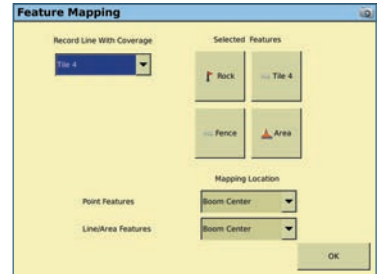 Feature Mapping
Record Line With Coverage
Selected Features
Tile 4
Rock
Tile 4
Fence
Area
Mapping Location
Point Features
Boom Center
Line/Area Features
Boom Center
OK